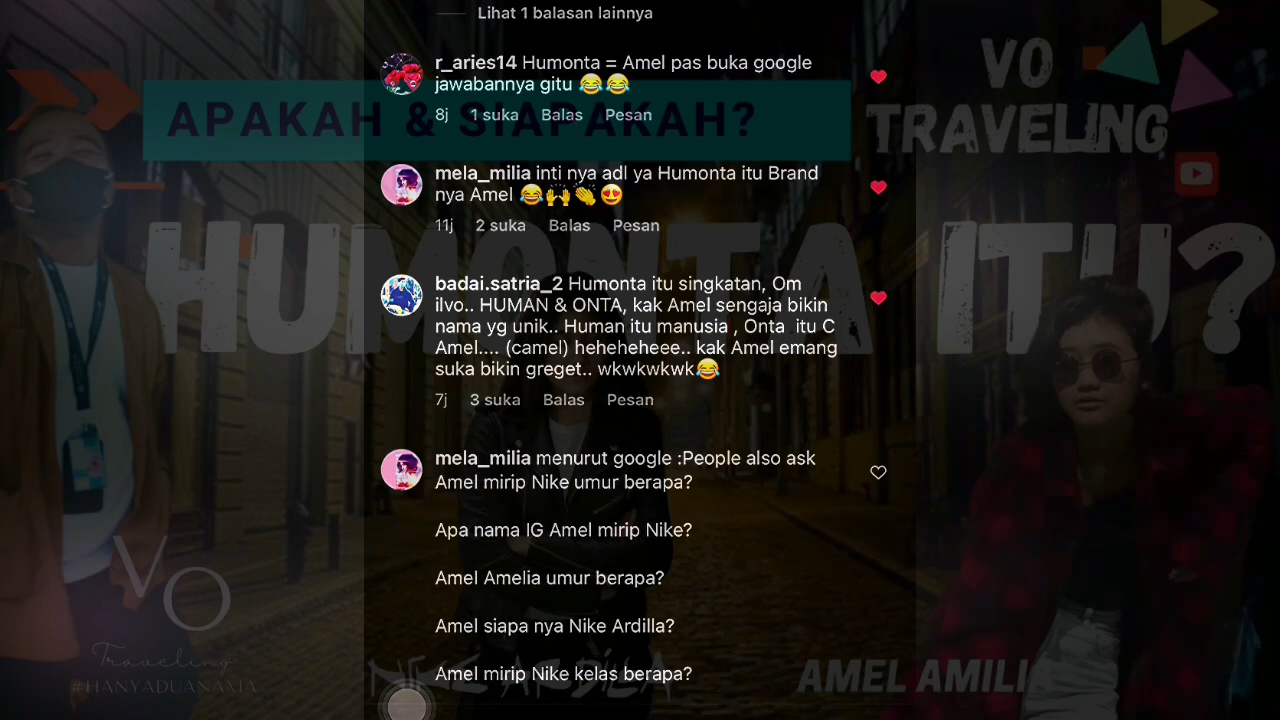 Lihat 1 balasan lainnya
r_aries14 Humonta = Amel pas buka google
jawabannya gitu 😂😂
8j 1 suka Balas Pesan
APAKAH & SIAPAKAH?
VO
TRAVELING
mela_milia inti nya adl ya Humonta itu Brand
nya Amel 😂🙌👏😍
11j 2 suka Balas Pesan
HUMONTA ITU?
badai.satria_2 Humonta itu singkatan, Om
ilvo.. HUMAN & ONTA, kak Amel sengaja bikin
nama yg unik.. Human itu manusia , Onta itu C
Amel.... (camel) heheheheee.. kak Amel emang
suka bikin greget.. wkwkwkwk😂
7j 3 suka Balas Pesan
mela_milia menurut google :People also ask
Amel mirip Nike umur berapa?
Apa nama IG Amel mirip Nike?
Amel Amelia umur berapa?
Amel siapa nya Nike Ardilla?
Amel mirip Nike kelas berapa?
VO
Traveling
#HANYADUANAMA
NIKE ARDILA
AMEL AMILIA